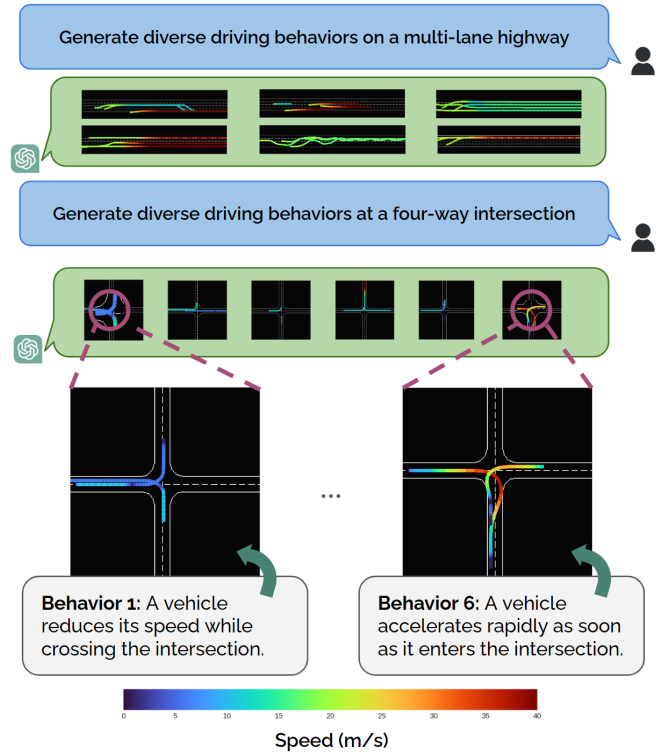 Generate diverse driving behaviors on a multi-lane highway
Generate diverse driving behaviors at a four-way intersection
...
Behavior 1: A vehicle
reduces its speed while
crossing the intersection.
Behavior 6: A vehicle
accelerates rapidly as soon
as it enters the intersection.
0 5 10 15 20 25 30 35 40
Speed (m/s)